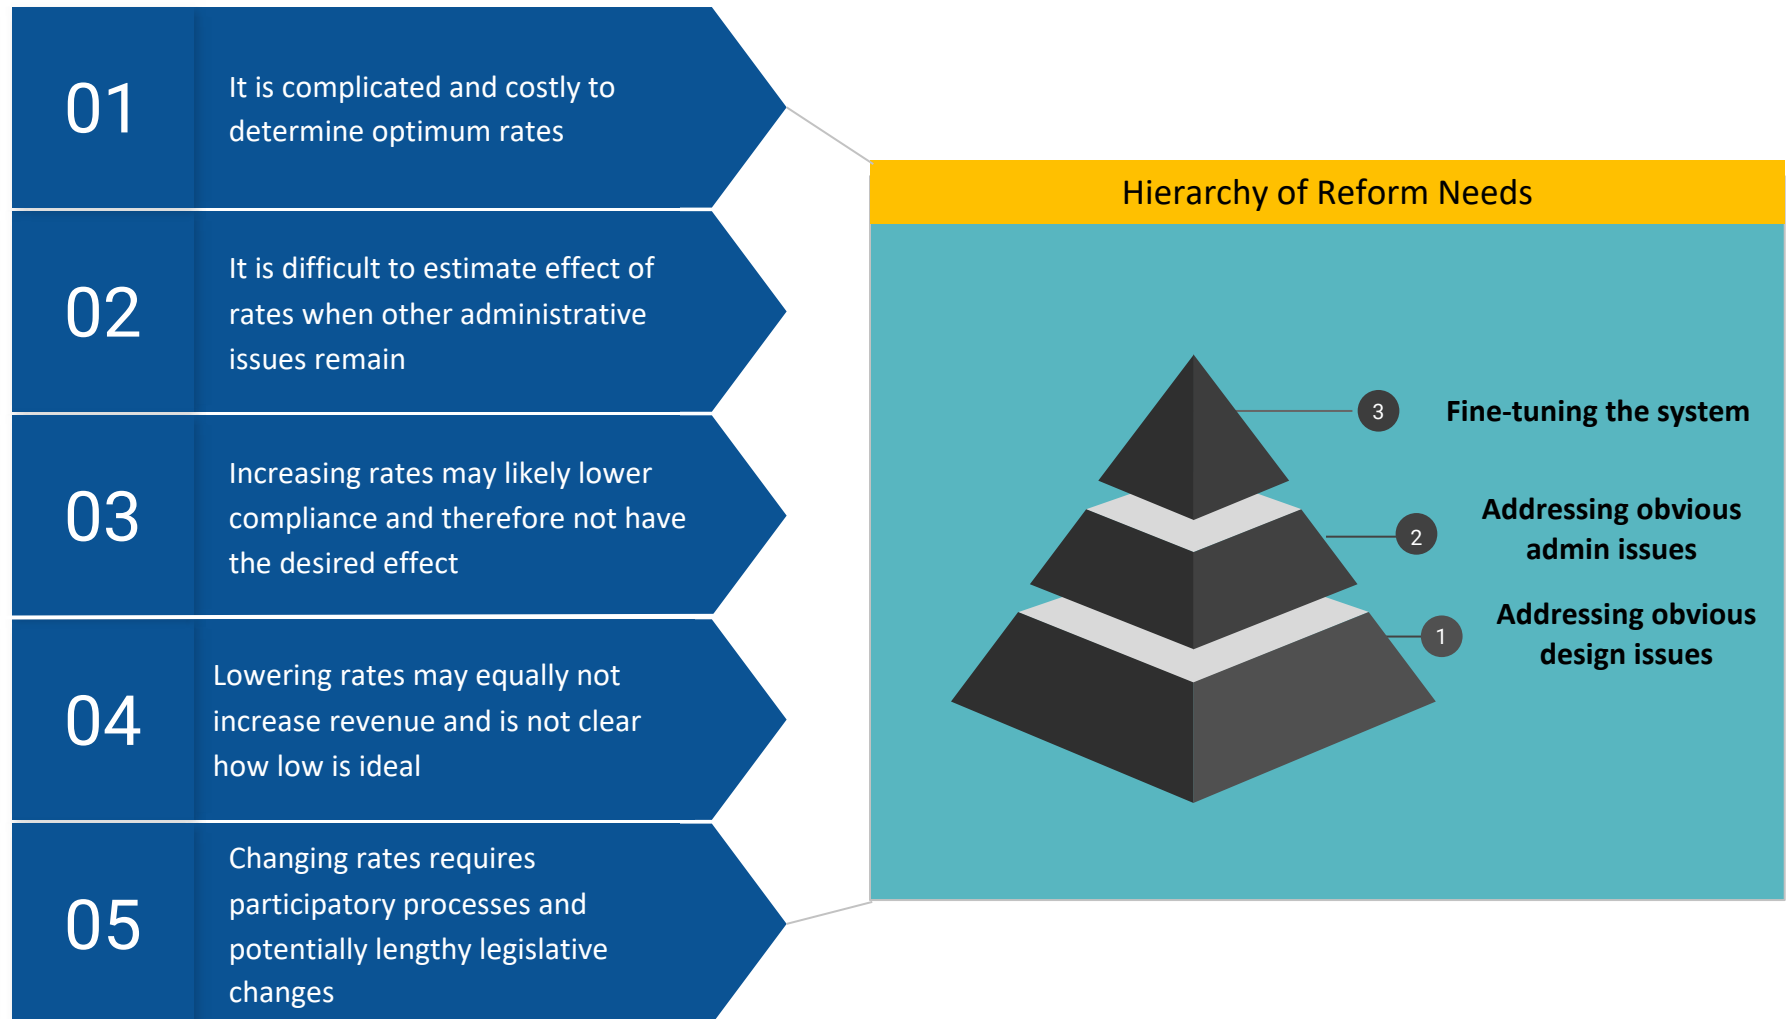 01
It is complicated and costly to
determine optimum rates
02
It is difficult to estimate effect of
rates when other administrative
issues remain
03
Increasing rates may likely lower
compliance and therefore not have
the desired effect
04
Lowering rates may equally not
increase revenue and is not clear
how low is ideal
05
Changing rates requires
participatory processes and
potentially lengthy legislative
changes
Hierarchy of Reform Needs
3
Fine-tuning the system
2
Addressing obvious
admin issues
1
Addressing obvious
design issues